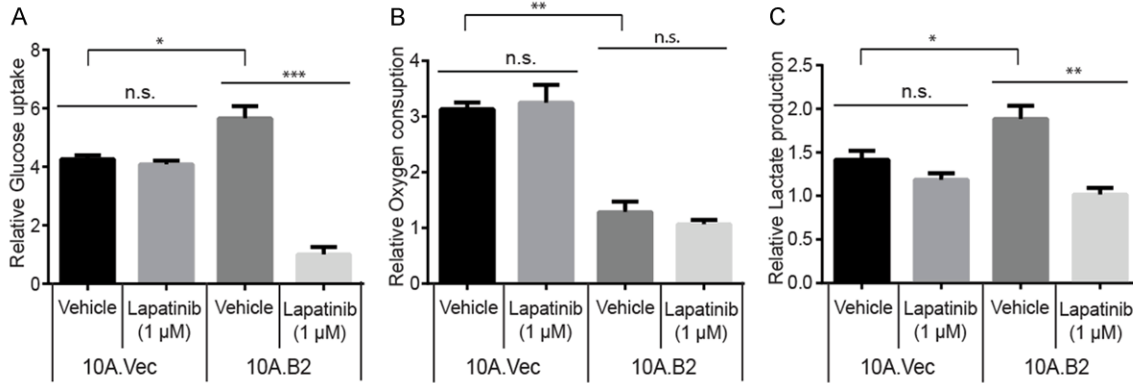 A
Relative Glucose uptake
8
6
4
2
0
*
n.s.
***
Vehicle
Lapatinib
(1 µM)
Vehicle
Lapatinib
(1 µM)
10A.Vec
10A.B2
B
Relative Oxygen consuption
4
3
2
1
0
**
n.s.
n.s.
Vehicle
Lapatinib
(1 µM)
Vehicle
Lapatinib
(1 µM)
10A.Vec
10A.B2
C
Relative Lactate production
2.5
2.0
1.5
1.0
0.5
0.0
*
n.s.
**
Vehicle
Lapatinib
(1 µM)
Vehicle
Lapatinib
(1 µM)
10A.Vec
10A.B2